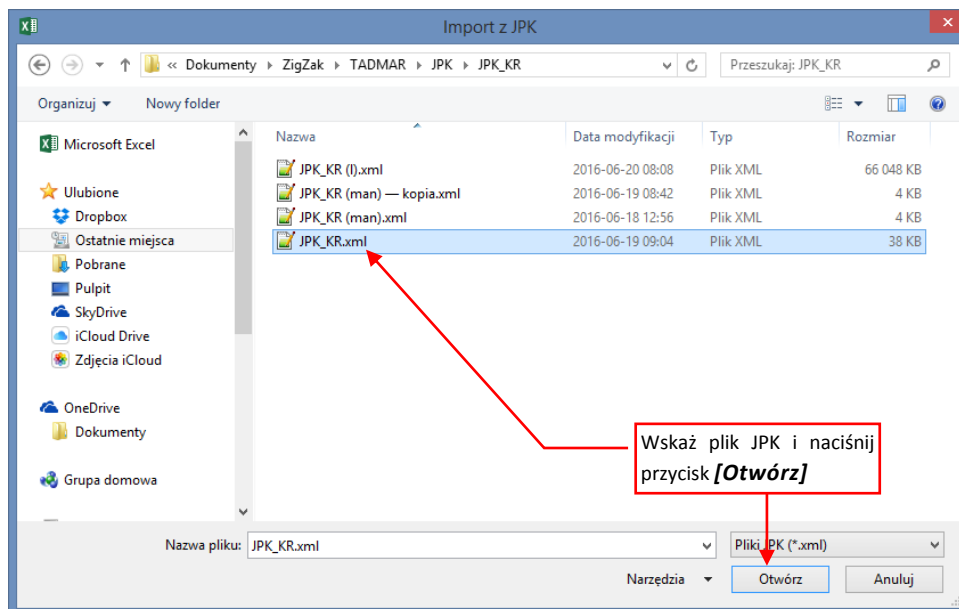 Import z JPK
« Dokumenty ▸ ZigZak ▸ TADMAR ▸ JPK ▸ JPK_KR
Przeszukaj: JPK_KR
Organizuj Nowy folder
Nazwa Data modyfikacji Typ Rozmiar
JPK_KR (l).xml 2016-06-20 08:08 Plik XML 66 048 KB
JPK_KR (man) — kopia.xml 2016-06-19 08:42 Plik XML 4 KB
JPK_KR (man).xml 2016-06-18 12:56 Plik XML 4 KB
JPK_KR.xml 2016-06-19 09:04 Plik XML 38 KB
Microsoft Excel
Ulubione
Dropbox
Ostatnie miejsca
Pobrane
Pulpit
SkyDrive
iCloud Drive
Zdjęcia iCloud
OneDrive
Dokumenty
Grupa domowa
Wskaż plik JPK i naciśnij
przycisk [Otwórz]
Nazwa pliku: JPK_KR.xml Pliki JPK (*.xml)
Narzędzia Otwórz Anuluj